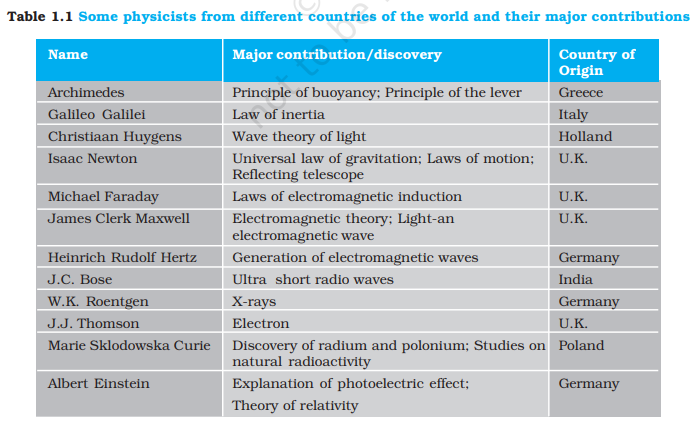 Table 1.1 Some physicists from different countries of the world and their major contributions
Name Major contribution/discovery Country of
Origin
Archimedes Principle of buoyancy; Principle of the lever Greece
Galileo Galilei Law of inertia Italy
Christiaan Huygens Wave theory of light Holland
Isaac Newton Universal law of gravitation; Laws of motion; U.K.
Reflecting telescope
Michael Faraday Laws of electromagnetic induction U.K.
James Clerk Maxwell Electromagnetic theory; Light-an U.K.
electromagnetic wave
Heinrich Rudolf Hertz Generation of electromagnetic waves Germany
J.C. Bose Ultra short radio waves India
W.K. Roentgen X-rays Germany
J.J. Thomson Electron U.K.
Marie Sklodowska Curie Discovery of radium and polonium; Studies on Poland
natural radioactivity
Albert Einstein Explanation of photoelectric effect; Germany
Theory of relativity
©
not to be